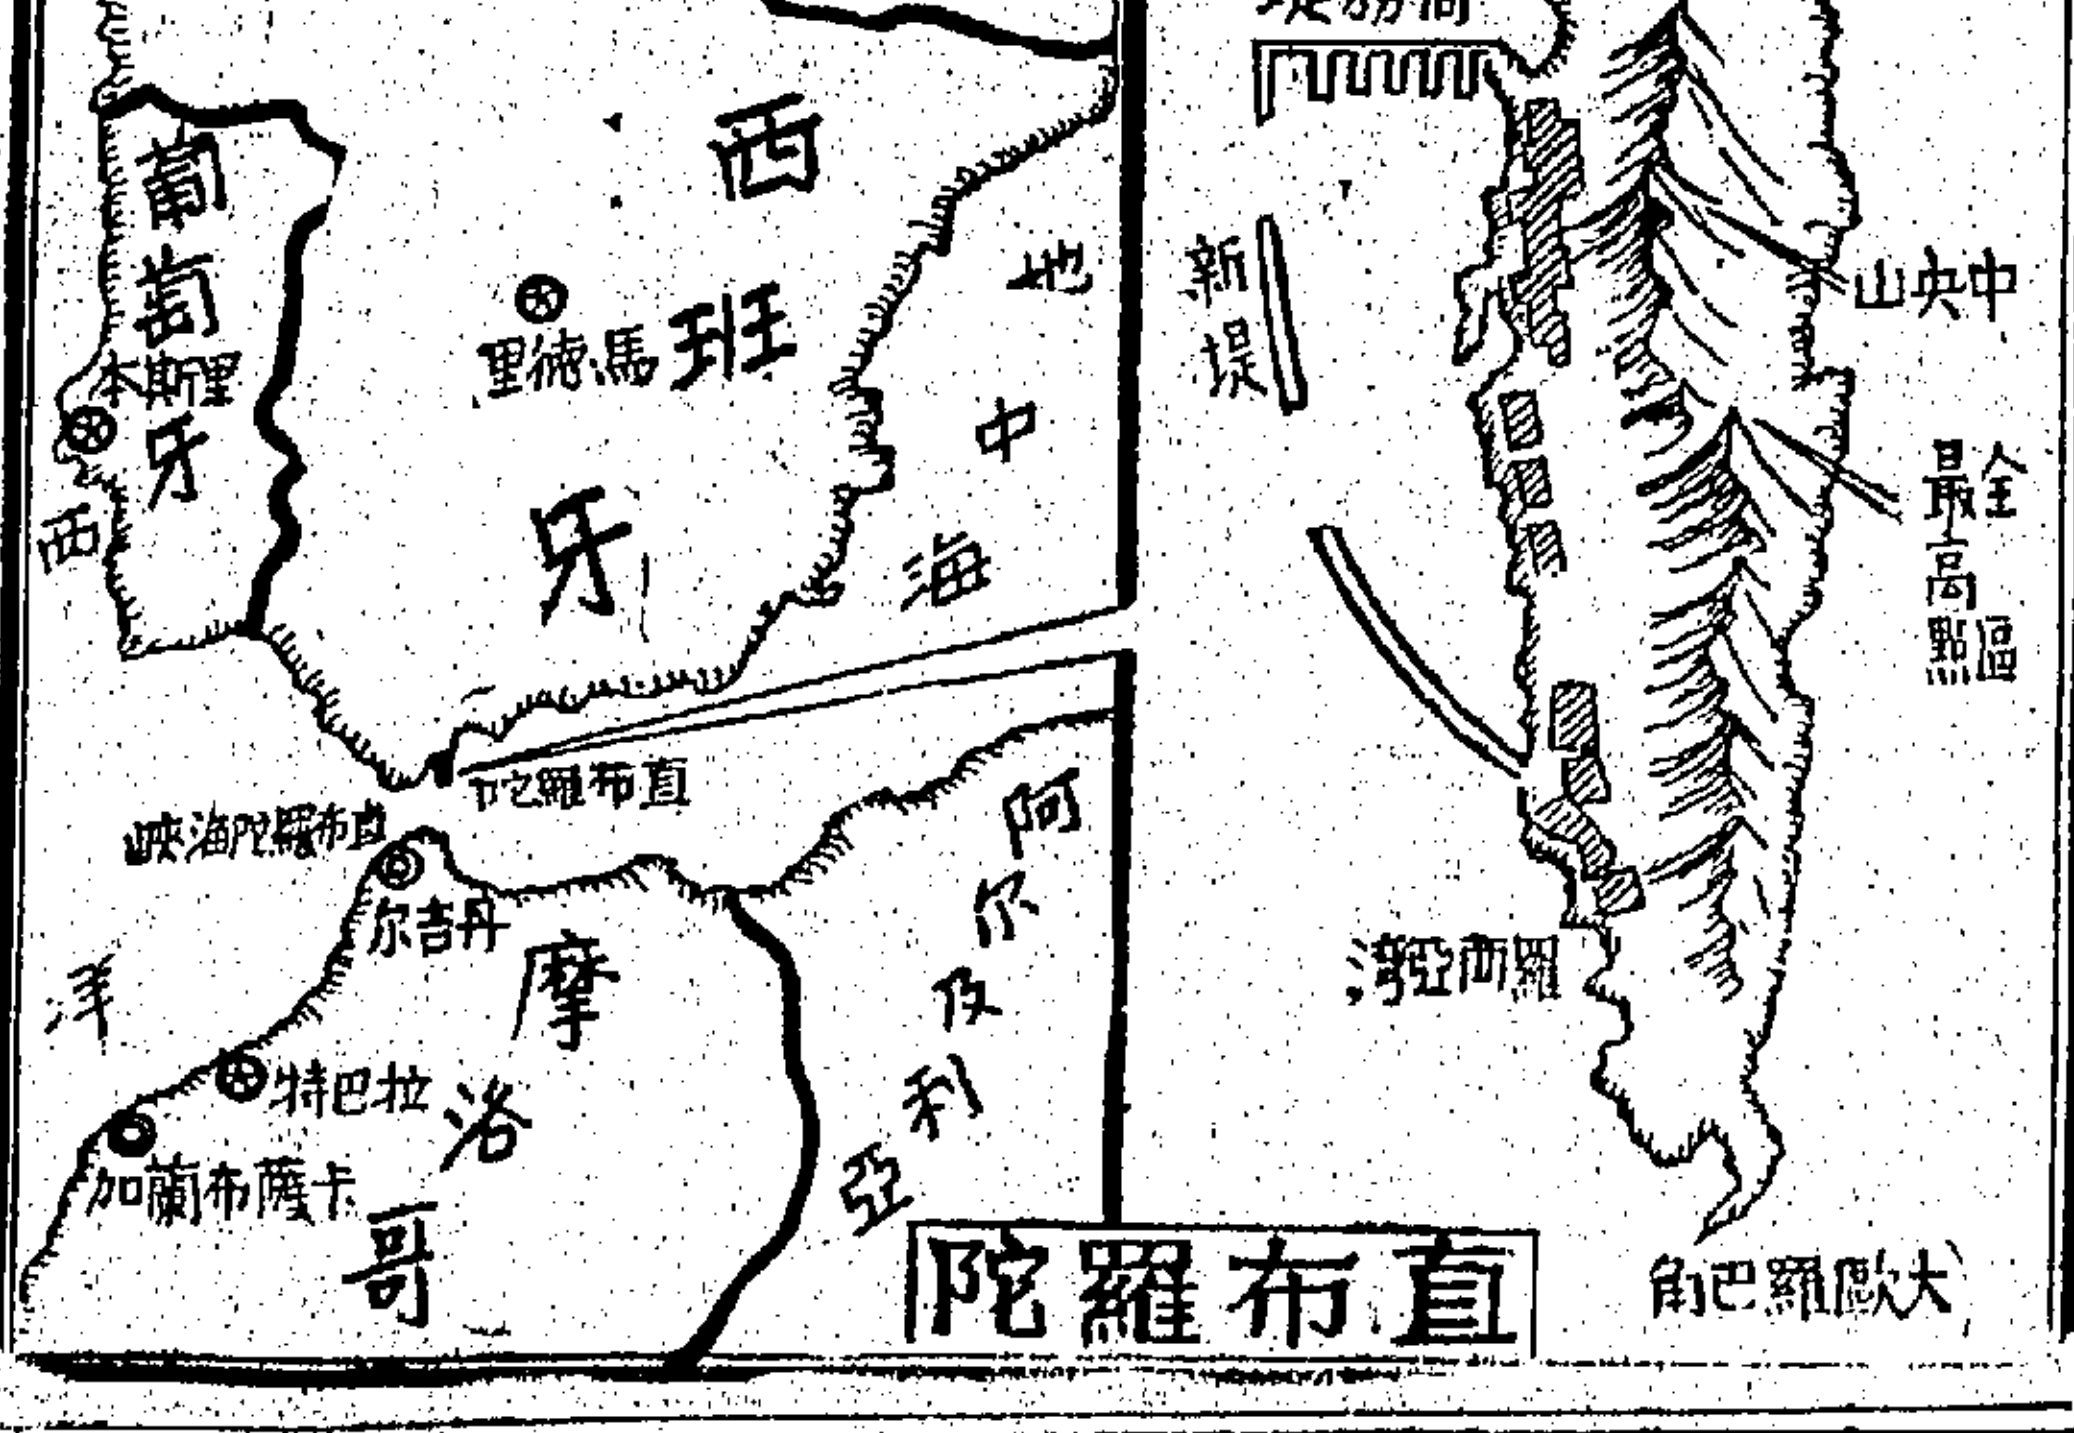 葡萄牙
里斯本
西班牙
馬德里
地中海
西
洋
直布羅陀
直布羅陀海峽
丹吉尔
摩洛哥
拉巴特
卡薩布蘭加
阿尔及利亞
新堤
中央山
全區
最高點
羅西亞灣
大歐羅巴角
直布羅陀